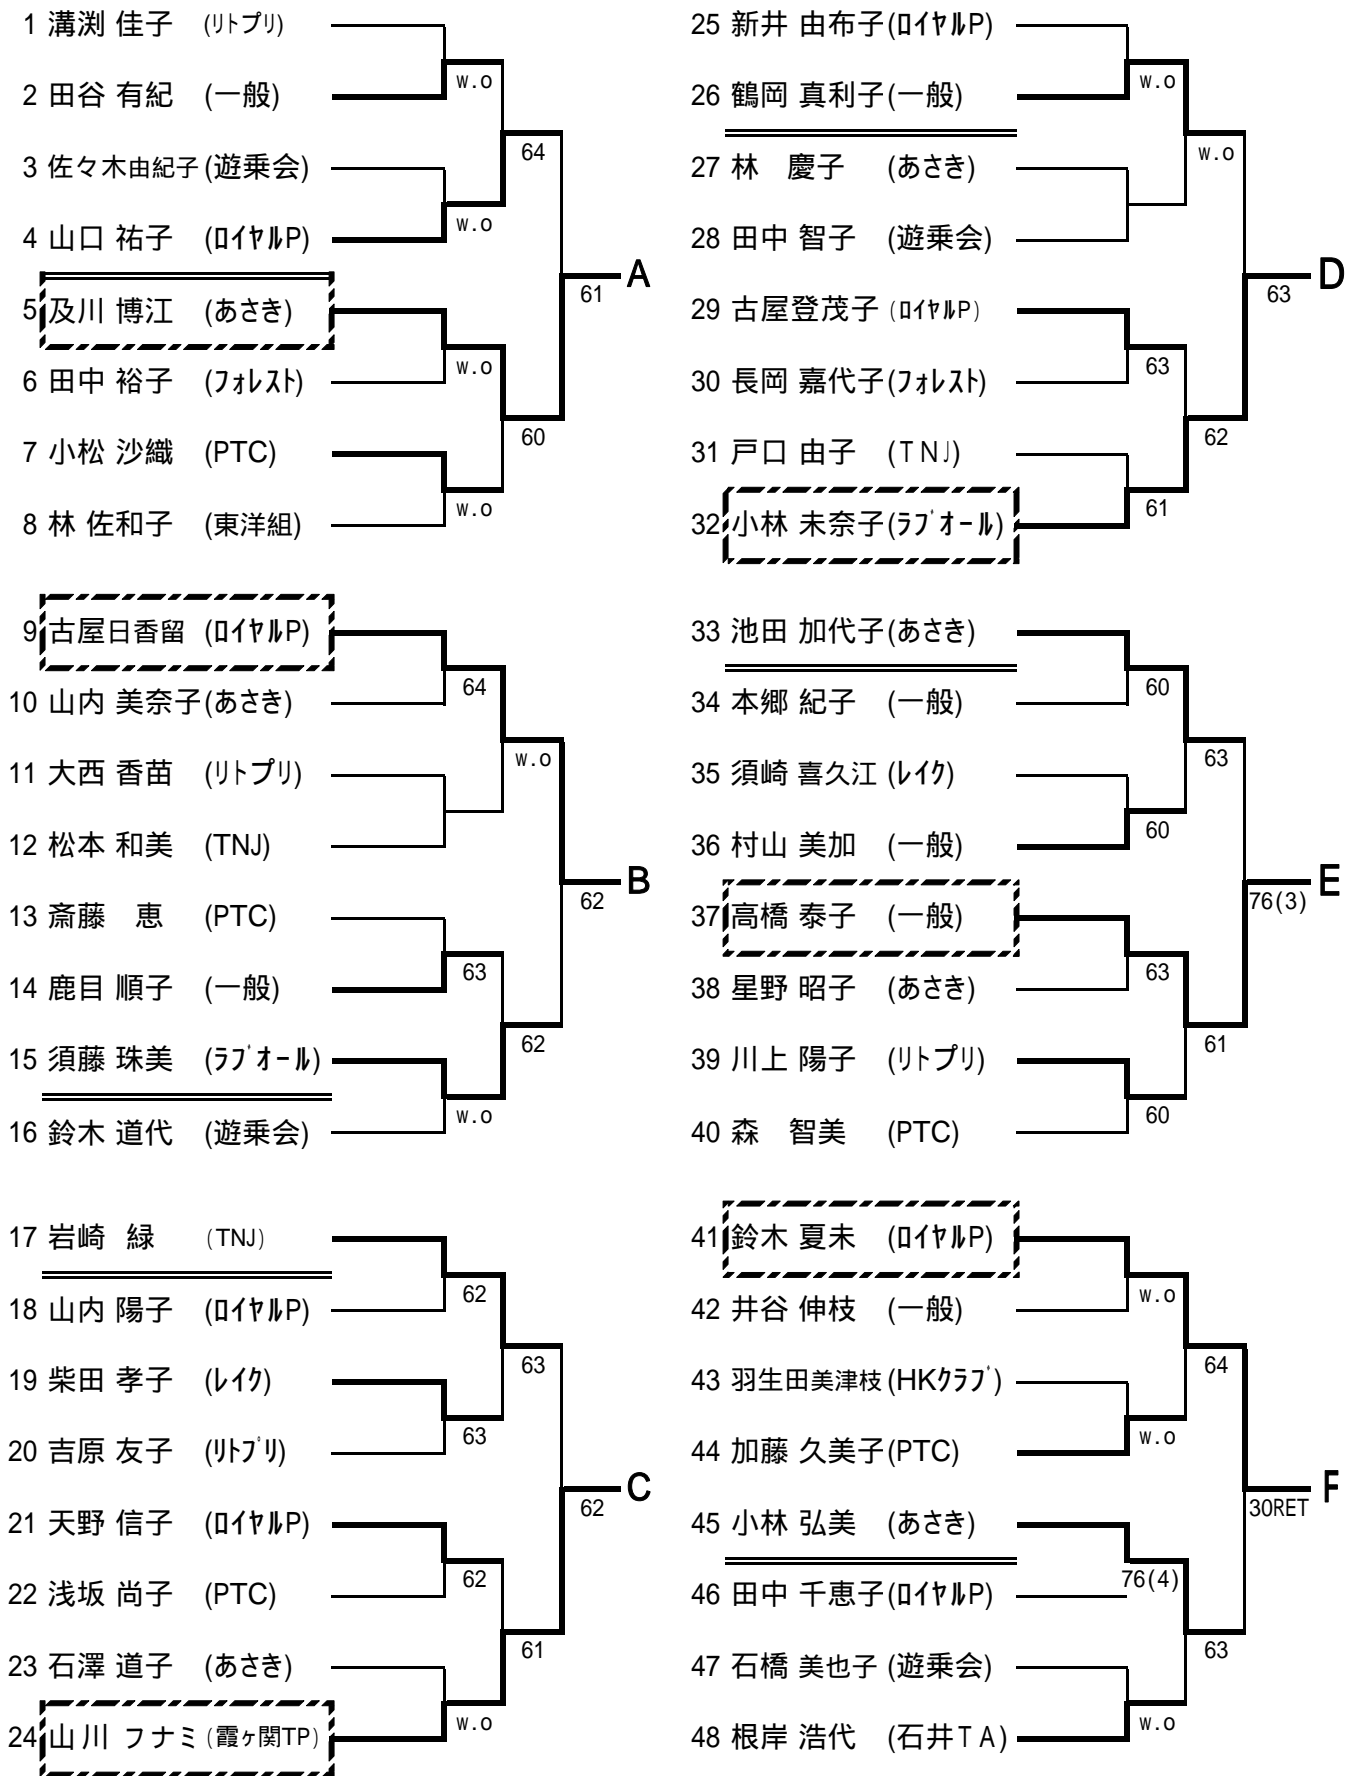 1 溝渕 佳子 (リトプリ)
w.o
2 田谷 有紀 (一般)
64
3 佐々木由紀子 (遊乗会)
w.o
4 山口 祐子 (ロイヤルP)
61 A
5 及川 博江 (あさき)
w.o
6 田中 裕子 (フォレスト)
60
7 小松 沙織 (PTC)
w.o
8 林 佐和子 (東洋組)
9 古屋日香留 (ロイヤルP)
64
10 山内 美奈子 (あさき)
w.o
11 大西 香苗 (リトプリ)
12 松本 和美 (TNJ)
62 B
13 斎藤 恵 (PTC)
63
14 鹿目 順子 (一般)
62
15 須藤 珠美 (ラブオール)
w.o
16 鈴木 道代 (遊乗会)
17 岩崎 緑 (TNJ)
62
18 山内 陽子 (ロイヤルP)
63
19 柴田 孝子 (レイク)
63
20 吉原 友子 (リトプリ)
62 C
21 天野 信子 (ロイヤルP)
62
22 浅坂 尚子 (PTC)
61
23 石澤 道子 (あさき)
w.o
24 山川 フナミ (霞ヶ関TP)
25 新井 由布子 (ロイヤルP)
w.o
26 鶴岡 真利子 (一般)
w.o
27 林 慶子 (あさき)
28 田中 智子 (遊乗会)
63 D
29 古屋登茂子 (ロイヤルP)
63
30 長岡 嘉代子 (フォレスト)
62
31 戸口 由子 (TNJ)
61
32 小林 未奈子 (ラブオール)
33 池田 加代子 (あさき)
60
34 本郷 紀子 (一般)
63
35 須崎 喜久江 (レイク)
60
36 村山 美加 (一般)
76(3) E
37 高橋 泰子 (一般)
63
38 星野 昭子 (あさき)
61
39 川上 陽子 (リトプリ)
60
40 森 智美 (PTC)
41 鈴木 夏未 (ロイヤルP)
w.o
42 井谷 伸枝 (一般)
64
43 羽生田美津枝 (HKクラブ)
w.o
44 加藤 久美子 (PTC)
30RET F
45 小林 弘美 (あさき)
76(4)
46 田中 千恵子 (ロイヤルP)
63
47 石橋 美也子 (遊乗会)
w.o
48 根岸 浩代 (石井TA)